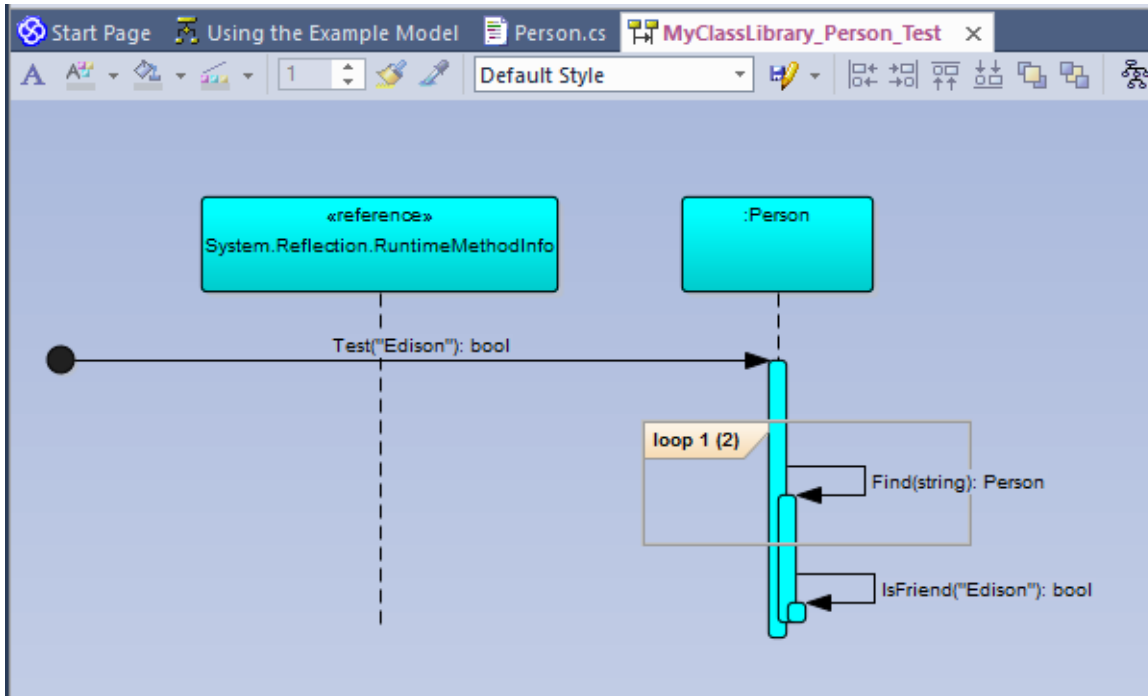 Start Page Using the Example Model Person.cs MyClassLibrary_Person_Test
1 Default Style
«reference»
System.Reflection.RuntimeMethodInfo
:Person
Test("Edison"): bool
loop 1 (2)
Find(string): Person
IsFriend("Edison"): bool